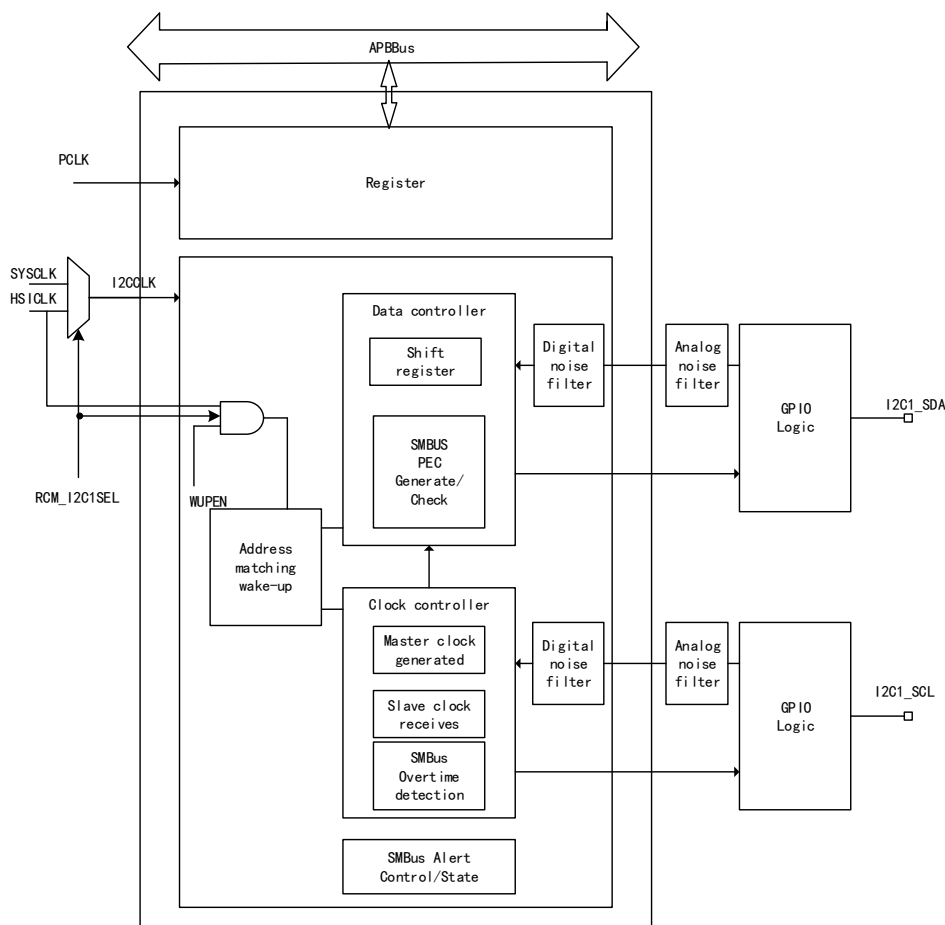 APBBus
PCLK
Register
SYSCLK
HSICLK
I2CCLK
Data controller
Shift
register
Digital
noise
filter
Analog
noise
filter
GPIO
Logic
I2C1_SDA
SMBUS
PEC
Generate/
Check
RCM_I2C1SEL
WUPEN
Address
matching
wake-up
Clock controller
Master clock
generated
Digital
noise
filter
Analog
noise
filter
GPIO
Logic
I2C1_SCL
Slave clock
receives
SMBus
Overtime
detection
SMBus Alert
Control/State